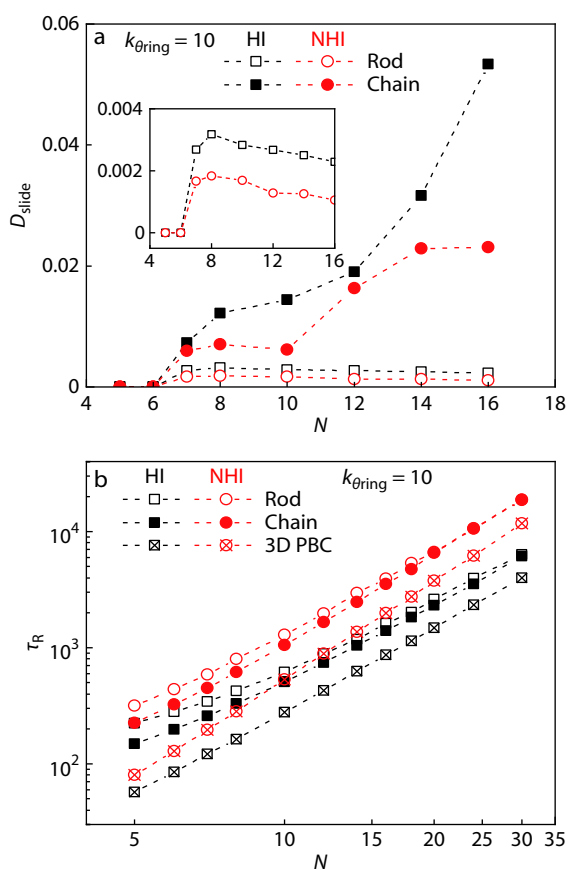 a
k_θring = 10
HI NHI
Rod
Chain
0.06
0.04
0.02
0
D_slide
0.004
0.002
0
4 8 12 16
4 6 8 10 12 14 16 18
N
b
HI NHI
k_θring = 10
Rod
Chain
3D PBC
10^4
10^3
10^2
τ_R
5 10 15 20 25 30 35
N